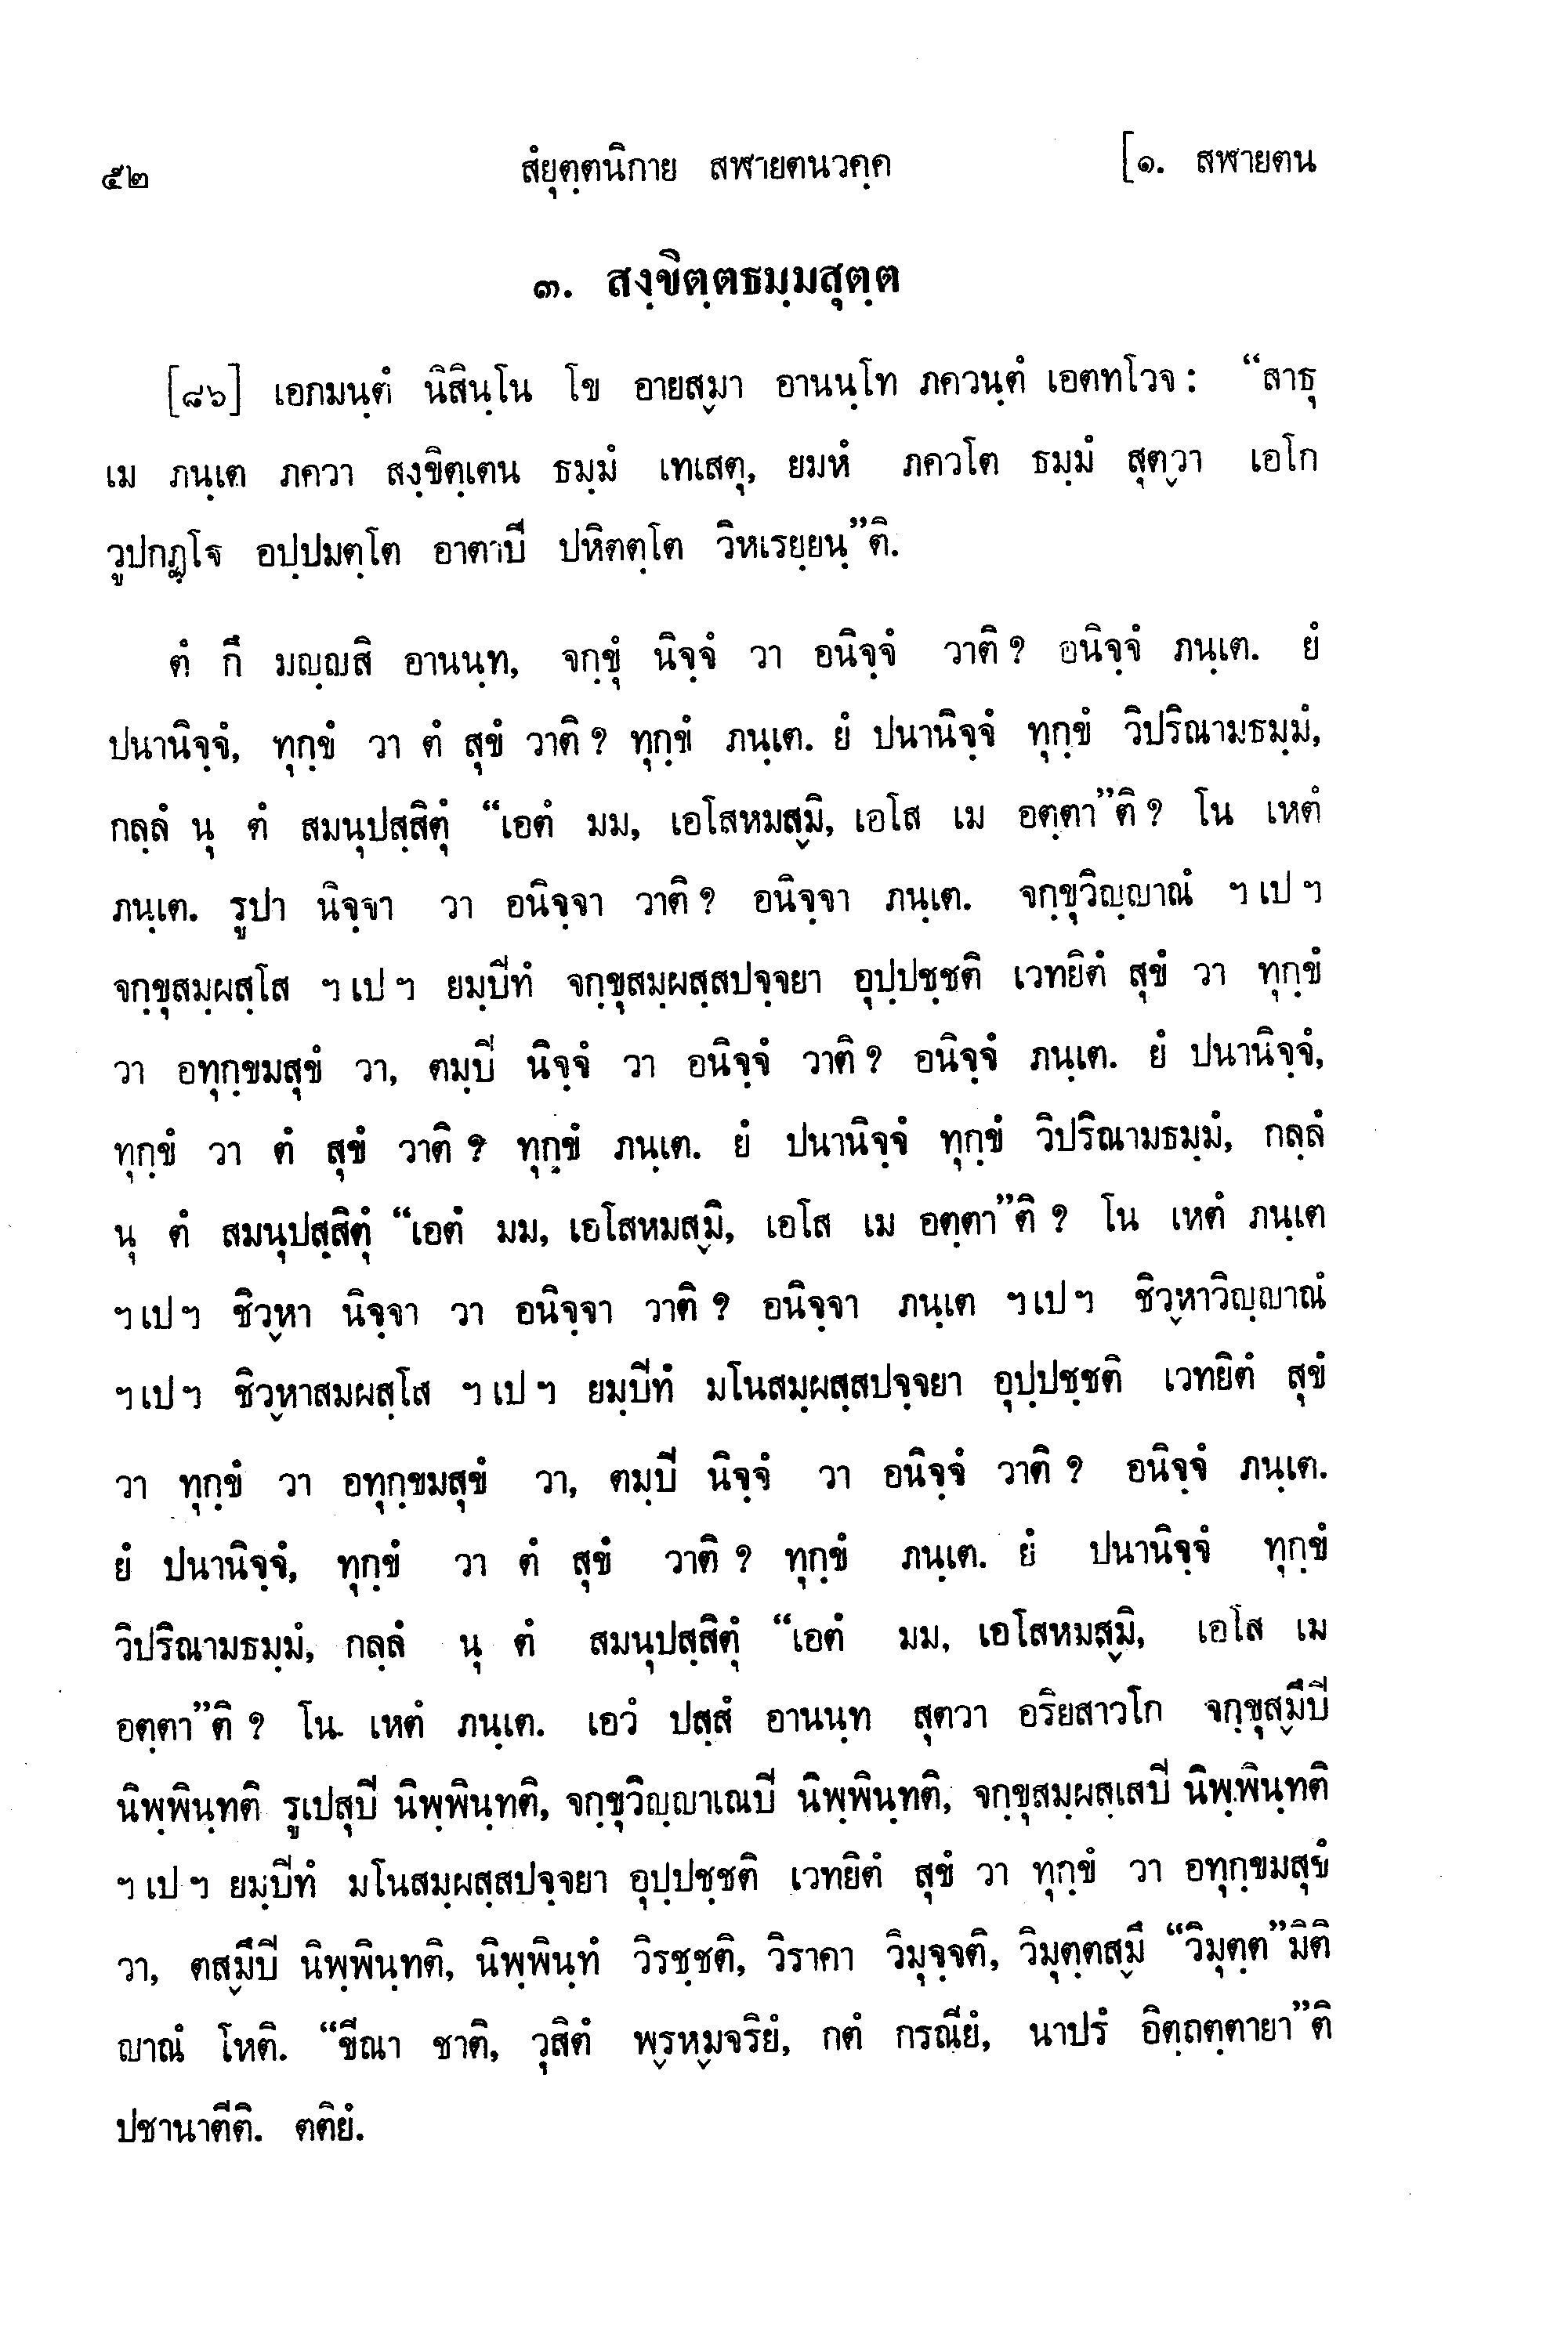 ๕๒ สํยุตฺตนิกาย สฬายตนวคฺค [๑. สฬายตน
๓. สงฺขิตฺตธมฺมสุตฺต
[๘๖] เอกมนฺตํ นิสินฺโน โข อายสฺมา อานนฺโท ภควนฺตํ เอตทโวจ: “สาธุ
เม ภนฺเต ภควา สงฺขิตฺเตน ธมฺมํ เทเสตุ, ยมหํ ภควโต ธมฺมํ สุตฺวา เอโก
วูปกฏฺโฐ อปฺปมตฺโต อาตาปี ปหิตตฺโต วิหเรยฺยนฺ”ติ.
ตํ กึ มญฺญสิ อานนฺท, จกฺขุํ นิจฺจํ วา อนิจฺจํ วาติ? อนิจฺจํ ภนฺเต. ยํ
ปนานิจฺจํ, ทุกฺขํ วา ตํ สุขํ วาติ? ทุกฺขํ ภนฺเต. ยํ ปนานิจฺจํ ทุกฺขํ วิปริณามธมฺมํ,
กลฺลํ นุ ตํ สมนุปสฺสิตุํ “เอตํ มม, เอโสหมสฺมิ, เอโส เม อตฺตา”ติ? โน เหตํ
ภนฺเต. รูปา นิจฺจา วา อนิจฺจา วาติ? อนิจฺจา ภนฺเต. จกฺขุวิญฺญาณํ ฯเปฯ
จกฺขุสมฺผสฺโส ฯเปฯ ยมฺปีทํ จกฺขุสมฺผสฺสปจฺจยา อุปฺปชฺชติ เวทยิตํ สุขํ วา ทุกฺขํ
วา อทุกฺขมสุขํ วา, ตมฺปิ นิจฺจํ วา อนิจฺจํ วาติ? อนิจฺจํ ภนฺเต. ยํ ปนานิจฺจํ,
ทุกฺขํ วา ตํ สุขํ วาติ? ทุกฺขํ ภนฺเต. ยํ ปนานิจฺจํ ทุกฺขํ วิปริณามธมฺมํ, กลฺลํ
นุ ตํ สมนุปสฺสิตุํ “เอตํ มม, เอโสหมสฺมิ, เอโส เม อตฺตา”ติ? โน เหตํ ภนฺเต
ฯเปฯ ชิวฺหา นิจฺจา วา อนิจฺจา วาติ? อนิจฺจา ภนฺเต ฯเปฯ ชิวฺหาวิญฺญาณํ
ฯเปฯ ชิวฺหาสมผสฺโส ฯเปฯ ยมฺปีทํ มโนสมฺผสฺสปจฺจยา อุปฺปชฺชติ เวทยิตํ สุขํ
วา ทุกฺขํ วา อทุกฺขมสุขํ วา, ตมฺปิ นิจฺจํ วา อนิจฺจํ วาติ? อนิจฺจํ ภนฺเต.
ยํ ปนานิจฺจํ, ทุกฺขํ วา ตํ สุขํ วาติ? ทุกฺขํ ภนฺเต. ยํ ปนานิจฺจํ ทุกฺขํ
วิปริณามธมฺมํ, กลฺลํ นุ ตํ สมนุปสฺสิตุํ “เอตํ มม, เอโสหมสฺมิ, เอโส เม
อตฺตา”ติ? โน เหตํ ภนฺเต. เอวํ ปสฺสํ อานนฺท สุตวา อริยสาวโก จกฺขุสฺมึปิ
นิพฺพินฺทติ รูเปสุปิ นิพฺพินฺทติ, จกฺขุวิญฺญาเณปิ นิพฺพินฺทติ, จกฺขุสมฺผสฺเสปิ นิพฺพินฺทติ
ฯเปฯ ยมฺปีทํ มโนสมฺผสฺสปจฺจยา อุปฺปชฺชติ เวทยิตํ สุขํ วา ทุกฺขํ วา อทุกฺขมสุขํ
วา, ตสฺมึปิ นิพฺพินฺทติ, นิพฺพินฺทํ วิรชฺชติ, วิราคา วิมุจฺจติ, วิมุตฺตสฺมึ “วิมุตฺต”มิติ
ญาณํ โหติ. “ขีณา ชาติ, วุสิตํ พฺรหฺมจริยํ, กตํ กรณียํ, นาปรํ อิตฺถตฺตายา”ติ
ปชานาตีติ. ตติยํ.